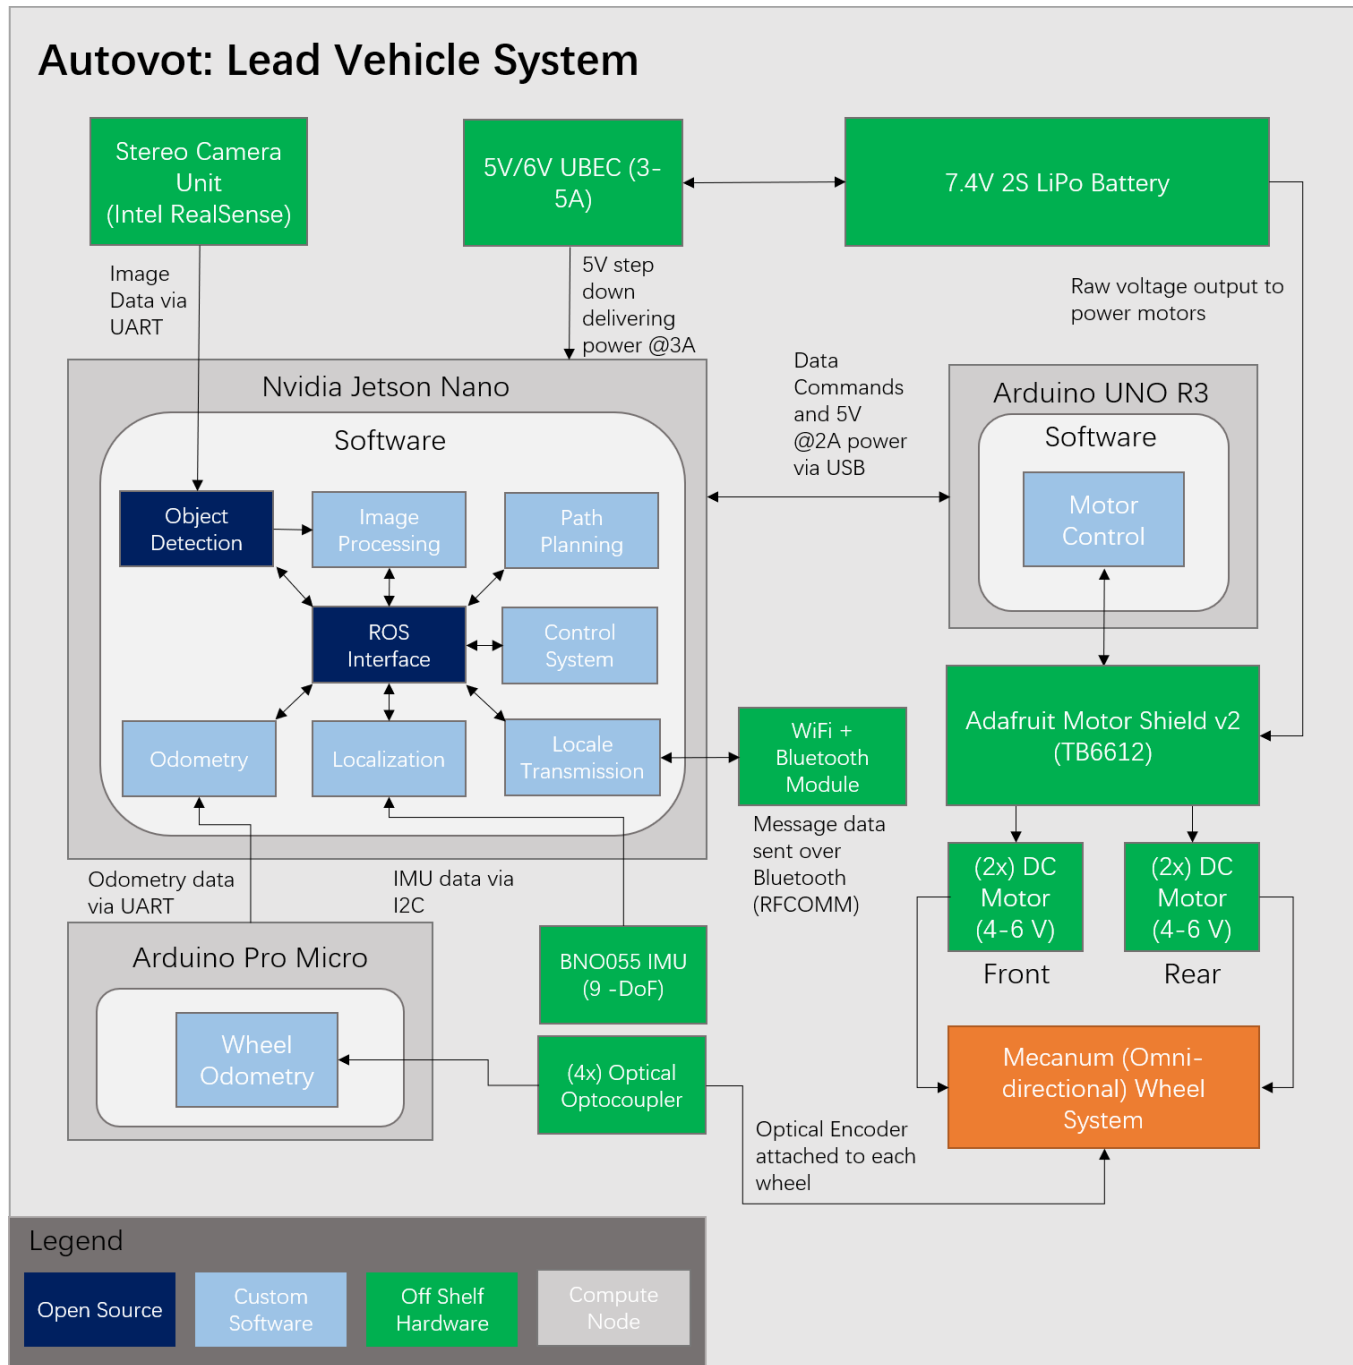 Autovot: Lead Vehicle System
Stereo Camera
Unit
(Intel RealSense)
5V/6V UBEC (3-
5A)
7.4V 2S LiPo Battery
Image
Data via
UART
5V step
down
delivering
power @3A
Raw voltage output to
power motors
Nvidia Jetson Nano
Software
Object
Detection
Image
Processing
Path
Planning
ROS
Interface
Control
System
Odometry
Localization
Locale
Transmission
Data
Commands
and 5V
@2A power
via USB
Arduino UNO R3
Software
Motor
Control
WiFi +
Bluetooth
Module
Message data
sent over
Bluetooth
(RFCOMM)
Adafruit Motor Shield v2
(TB6612)
(2x) DC
Motor
(4-6 V)
Front
(2x) DC
Motor
(4-6 V)
Rear
Odometry data
via UART
IMU data via
I2C
Arduino Pro Micro
Wheel
Odometry
BNO055 IMU
(9 -DoF)
(4x) Optical
Optocoupler
Optical Encoder
attached to each
wheel
Mecanum (Omni-
directional) Wheel
System
Legend
Open Source
Custom
Software
Off Shelf
Hardware
Compute
Node